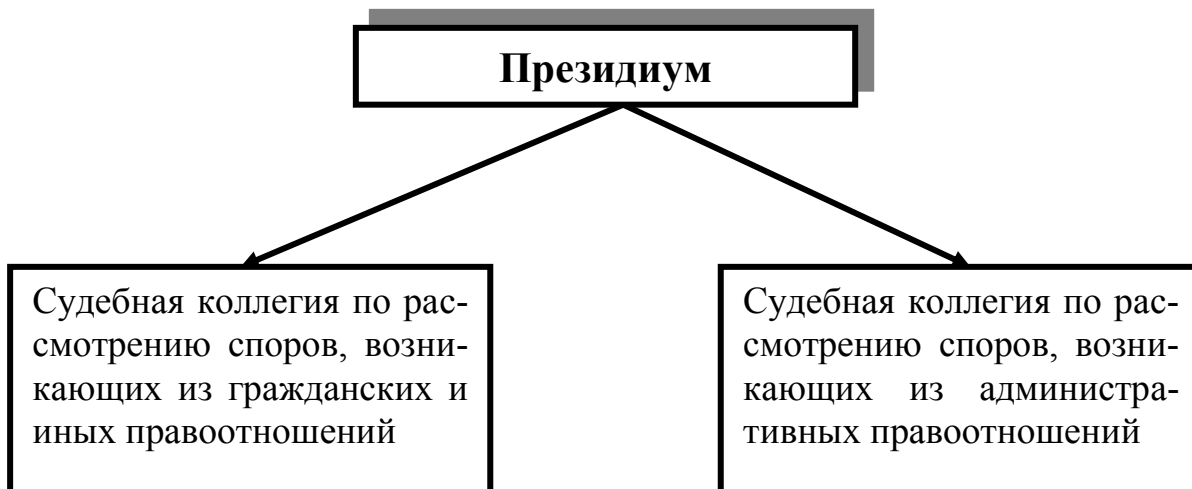 Президиум
Судебная коллегия по рас-
смотрению споров, возни-
кающих из гражданских и
иных правоотношений
Судебная коллегия по рас-
смотрению споров, возни-
кающих из администра-
тивных правоотношений